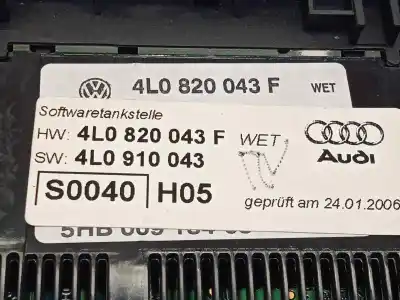 4L0 820 043 F WET
Softwaretankstelle
HW: 4L0 820 043 F WET
SW: 4L0 910 043
Audi
S0040 H05
geprüft am 24.01.2006